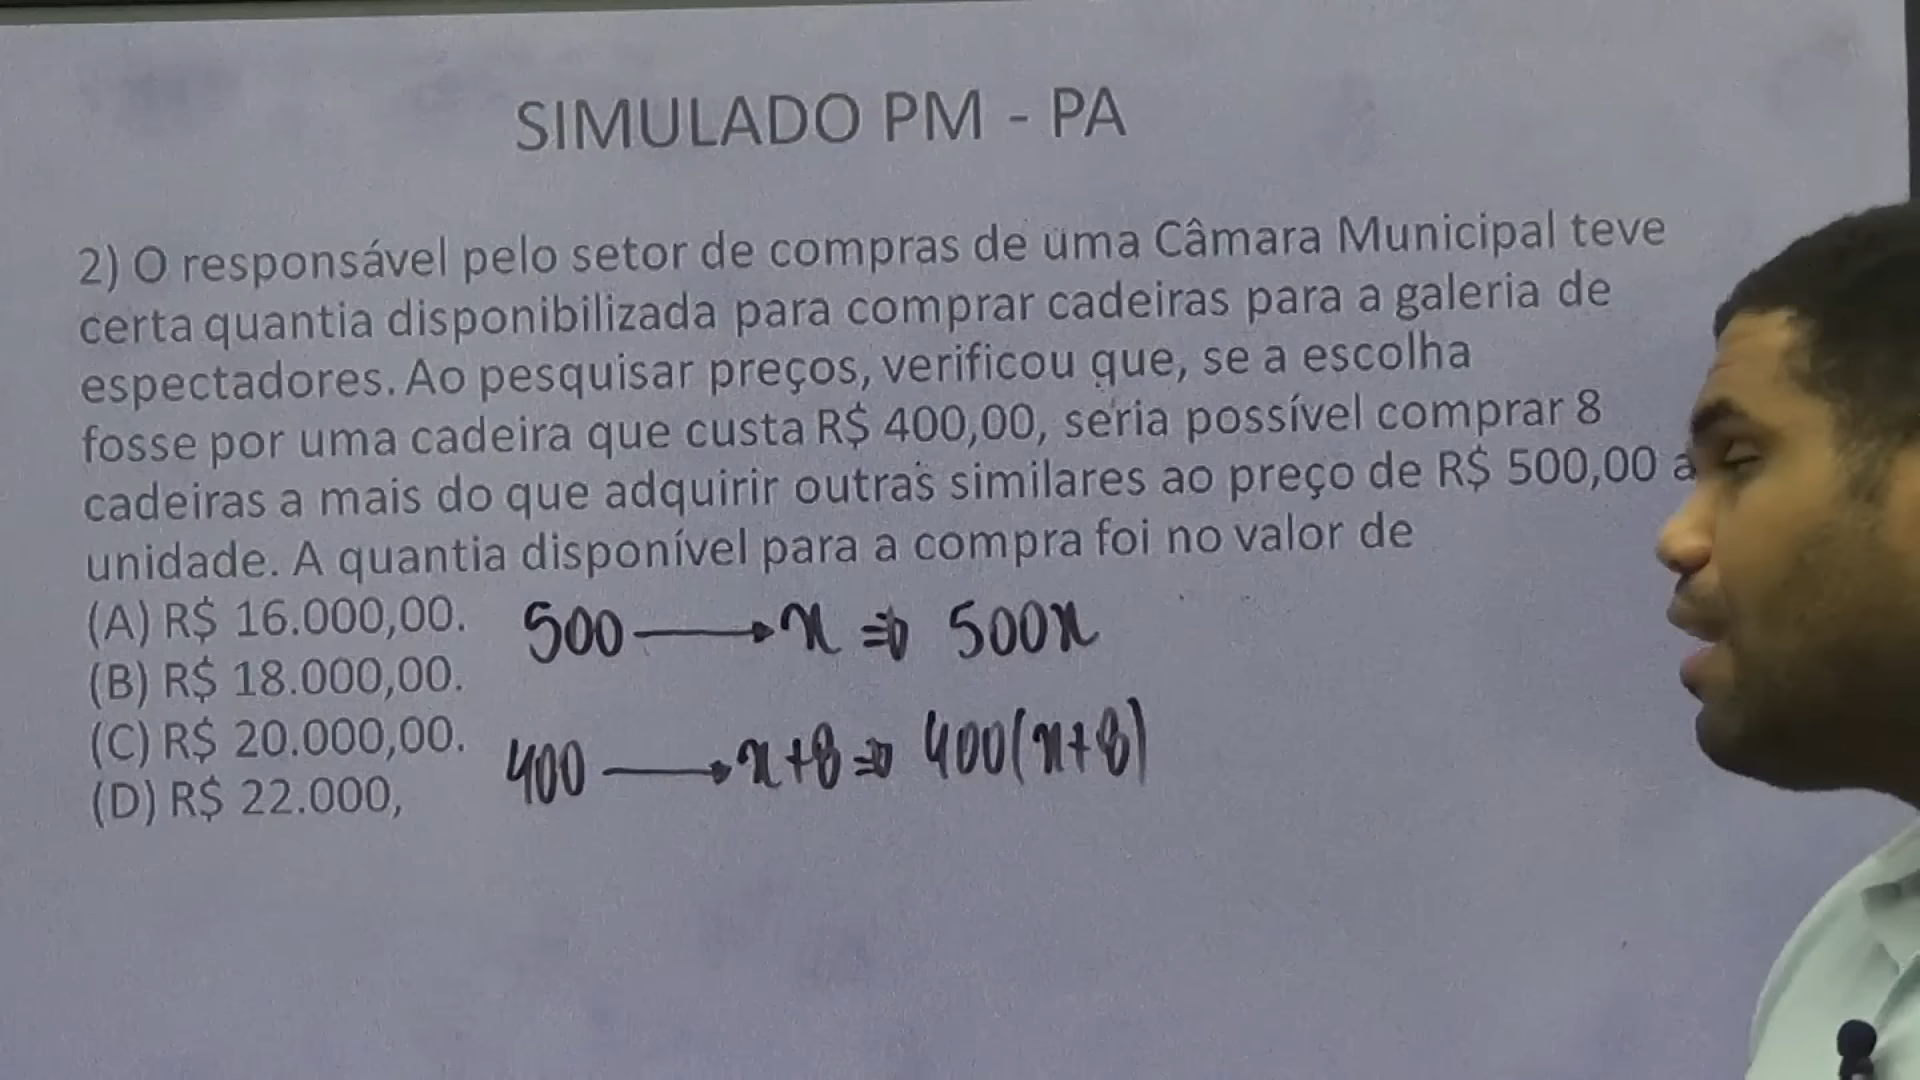 SIMULADO PM - PA
2) O responsável pelo setor de compras de uma Câmara Municipal teve
certa quantia disponibilizada para comprar cadeiras para a galeria de
espectadores. Ao pesquisar preços, verificou que, se a escolha
fosse por uma cadeira que custa R$ 400,00, seria possível comprar 8
cadeiras a mais do que adquirir outras similares ao preço de R$ 500,00 a
unidade. A quantia disponível para a compra foi no valor de
(A) R$ 16.000,00.
500 → x ⇒ 500x
(B) R$ 18.000,00.
(C) R$ 20.000,00.
400 → x+8 ⇒ 400(x+8)
(D) R$ 22.000,